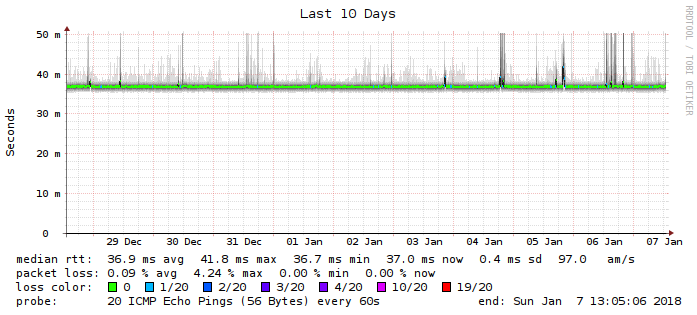 Last 10 Days
RRDTOOL / TOBI OETIKER
Seconds
50 m
40 m
30 m
20 m
10 m
0
29 Dec 30 Dec 31 Dec 01 Jan 02 Jan 03 Jan 04 Jan 05 Jan 06 Jan 07 Jan
median rtt: 36.9 ms avg 41.8 ms max 36.7 ms min 37.0 ms now 0.4 ms sd 97.0 am/s
packet loss: 0.09 % avg 4.24 % max 0.00 % min 0.00 % now
loss color: 0 1/20 2/20 3/20 4/20 10/20 19/20
probe: 20 ICMP Echo Pings (56 Bytes) every 60s end: Sun Jan 7 13:05:06 2018